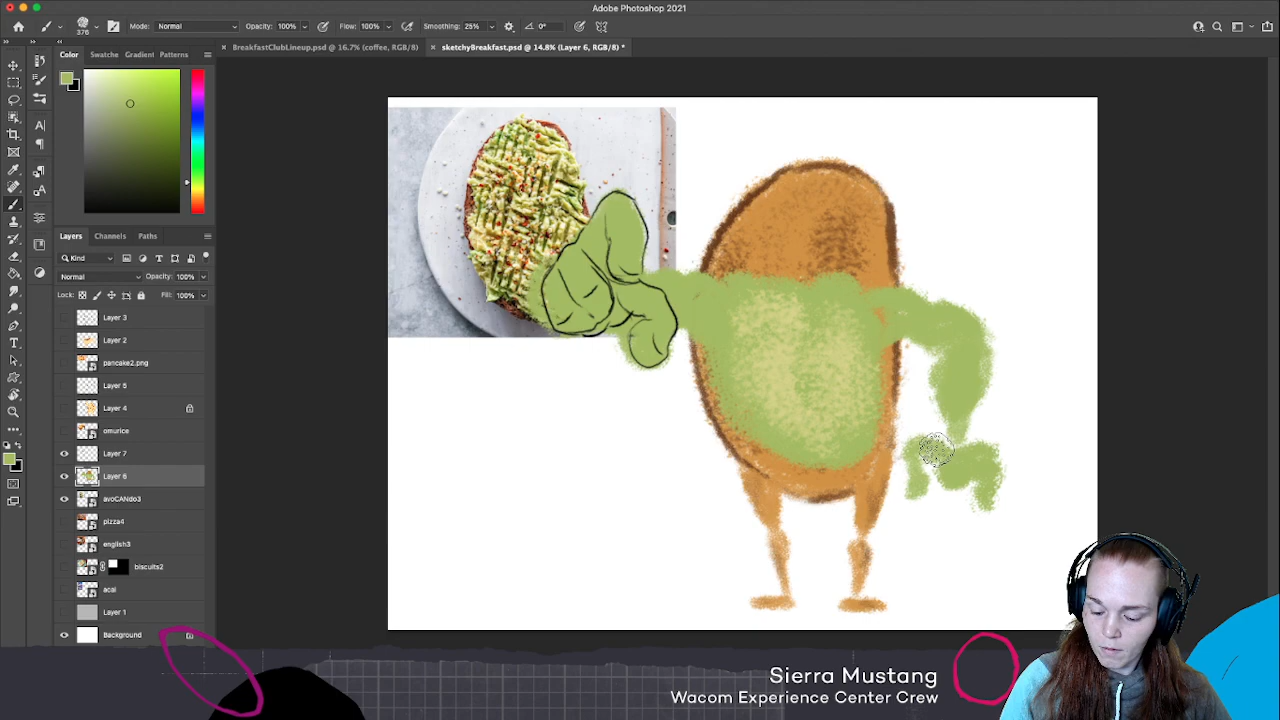 Adobe Photoshop 2021
376
Mode: Normal
Opacity: 100%
Flow: 100%
Smoothing: 25%
0°
BreakfastClubLineup.psd @ 16.7% (coffee, RGB/8)
sketchyBreakfast.psd @ 14.8% (Layer 6, RGB/8) *
Color Swatches Gradient Patterns
Layers Channels Paths
Kind
Normal Opacity: 100%
Lock: Fill: 100%
Layer 3
Layer 2
pancake2.png
Layer 5
Layer 4
omurice
Layer 7
Layer 6
avoCANdo3
pizza4
english3
biscuits2
acai
Layer 1
Background
Sierra Mustang
Wacom Experience Center Crew